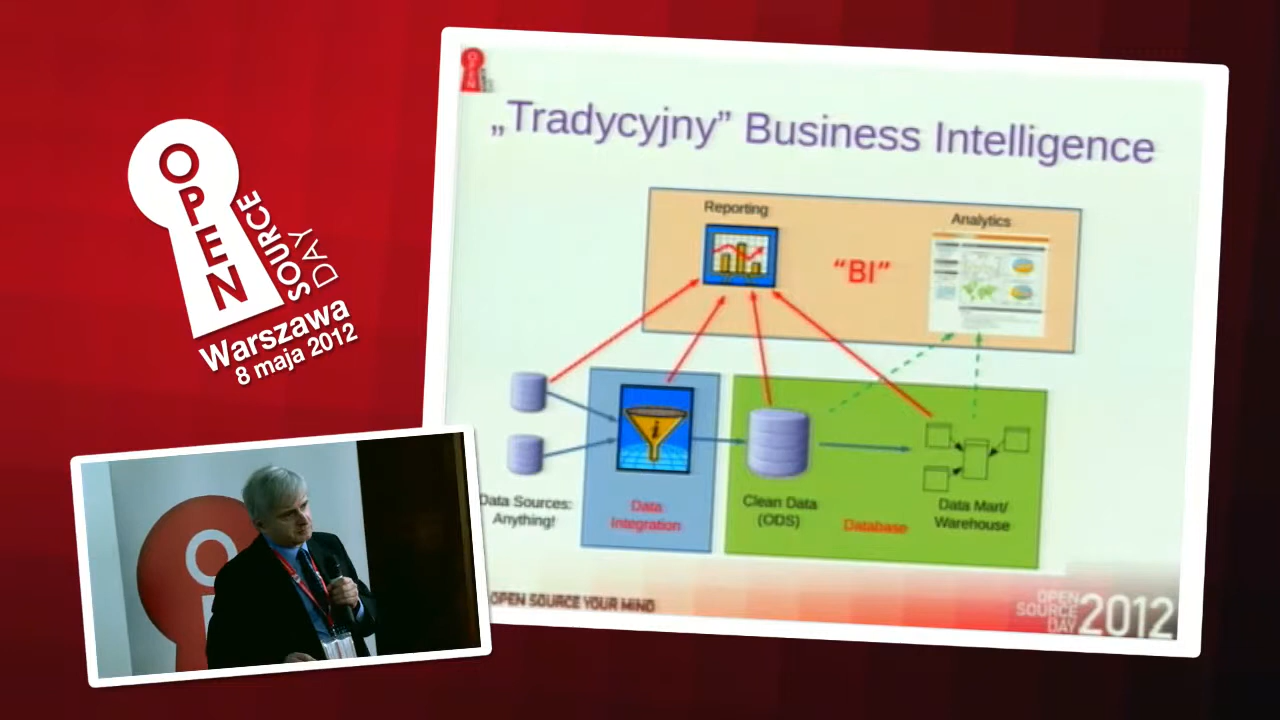 OPEN
SOURCE
DAY
Warszawa
8 maja 2012
OPEN
„Tradycyjny” Business Intelligence
Reporting
Analytics
“BI”
Data Sources:
Anything!
Data
Integration
Clean Data
(ODS)
Database
Data Mart/
Warehouse
OPEN SOURCE YOUR MIND
OPEN
SOURCE
DAY
2012